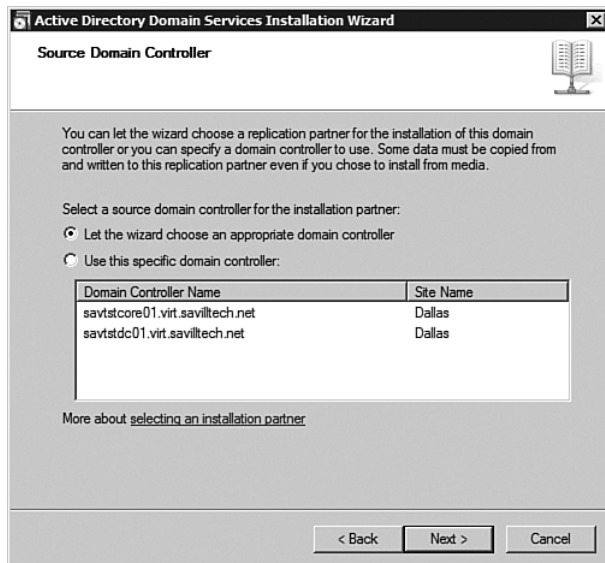 Active Directory Domain Services Installation Wizard
Source Domain Controller
You can let the wizard choose a replication partner for the installation of this domain
controller or you can specify a domain controller to use. Some data must be copied from
and written to this replication partner even if you chose to install from media.
Select a source domain controller for the installation partner:
Let the wizard choose an appropriate domain controller
Use this specific domain controller:
Domain Controller Name Site Name
savtstcore01.virt.savilltech.net Dallas
savtstdc01.virt.savilltech.net Dallas
More about selecting an installation partner
< Back Next > Cancel